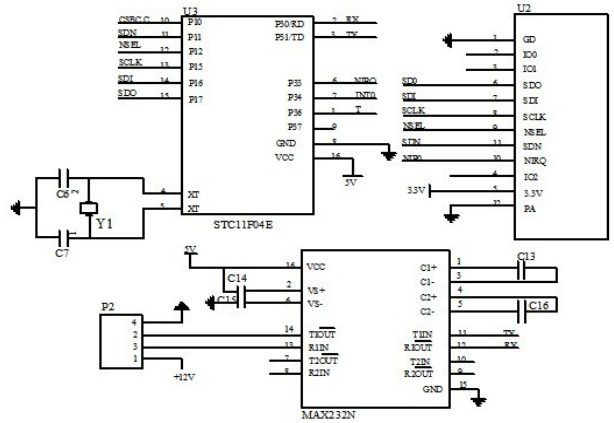 U3
U2
CSBC.C 10 P10
SDN 11 P11
NSEL 12 P12
SCLK 13 P15
SDI 14 P16
SDO 15 P17
P30/RD 2 RX
P31/TD 3 TX
P33 6 NIRQ
P34 7 INT0
P36 1 T
P37 9
GND 8
VCC 16
5V
XT 4
XT 5
STC11F04E
C6 2
Y1
C7 1
1 GD
2 IO0
3 IO1
SDO 6 SDO
SDI 7 SDI
SCLK 8 SCLK
NSEL 9 NSEL
SDN 11 SDN
10 NIRQ
4 IO2
3.3V 5 3.3V
12 PA
5V
16 VCC
C14 2 VS+
C15 6 VS-
P2
4
2
3
1
+12V
14 T1OUT
13 R1IN
7 T2OUT
8 R2IN
C1+ 1 C13
C1- 3
C2+ 4
C2- 5 C16
T1IN 11 TX
R1OUT 12 RX
T2IN 10
R2OUT 9
GND 15
MAX232N